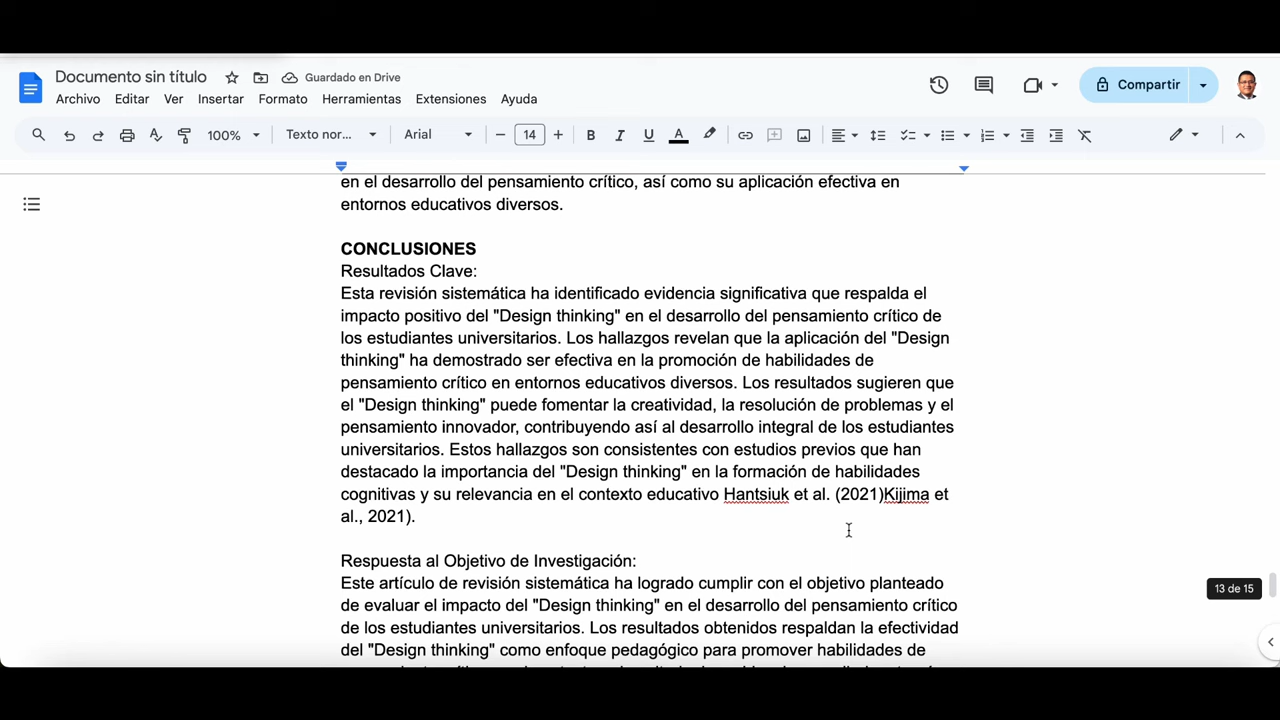 Documento sin título
Guardado en Drive
Archivo Editar Ver Insertar Formato Herramientas Extensiones Ayuda
Compartir
100% Texto nor... Arial 14
en el desarrollo del pensamiento crítico, así como su aplicación efectiva en
entornos educativos diversos.
CONCLUSIONES
Resultados Clave:
Esta revisión sistemática ha identificado evidencia significativa que respalda el
impacto positivo del "Design thinking" en el desarrollo del pensamiento crítico de
los estudiantes universitarios. Los hallazgos revelan que la aplicación del "Design
thinking" ha demostrado ser efectiva en la promoción de habilidades de
pensamiento crítico en entornos educativos diversos. Los resultados sugieren que
el "Design thinking" puede fomentar la creatividad, la resolución de problemas y el
pensamiento innovador, contribuyendo así al desarrollo integral de los estudiantes
universitarios. Estos hallazgos son consistentes con estudios previos que han
destacado la importancia del "Design thinking" en la formación de habilidades
cognitivas y su relevancia en el contexto educativo Hantsiuk et al. (2021)Kijima et
al., 2021).
Respuesta al Objetivo de Investigación:
Este artículo de revisión sistemática ha logrado cumplir con el objetivo planteado
de evaluar el impacto del "Design thinking" en el desarrollo del pensamiento crítico
de los estudiantes universitarios. Los resultados obtenidos respaldan la efectividad
del "Design thinking" como enfoque pedagógico para promover habilidades de
13 de 15